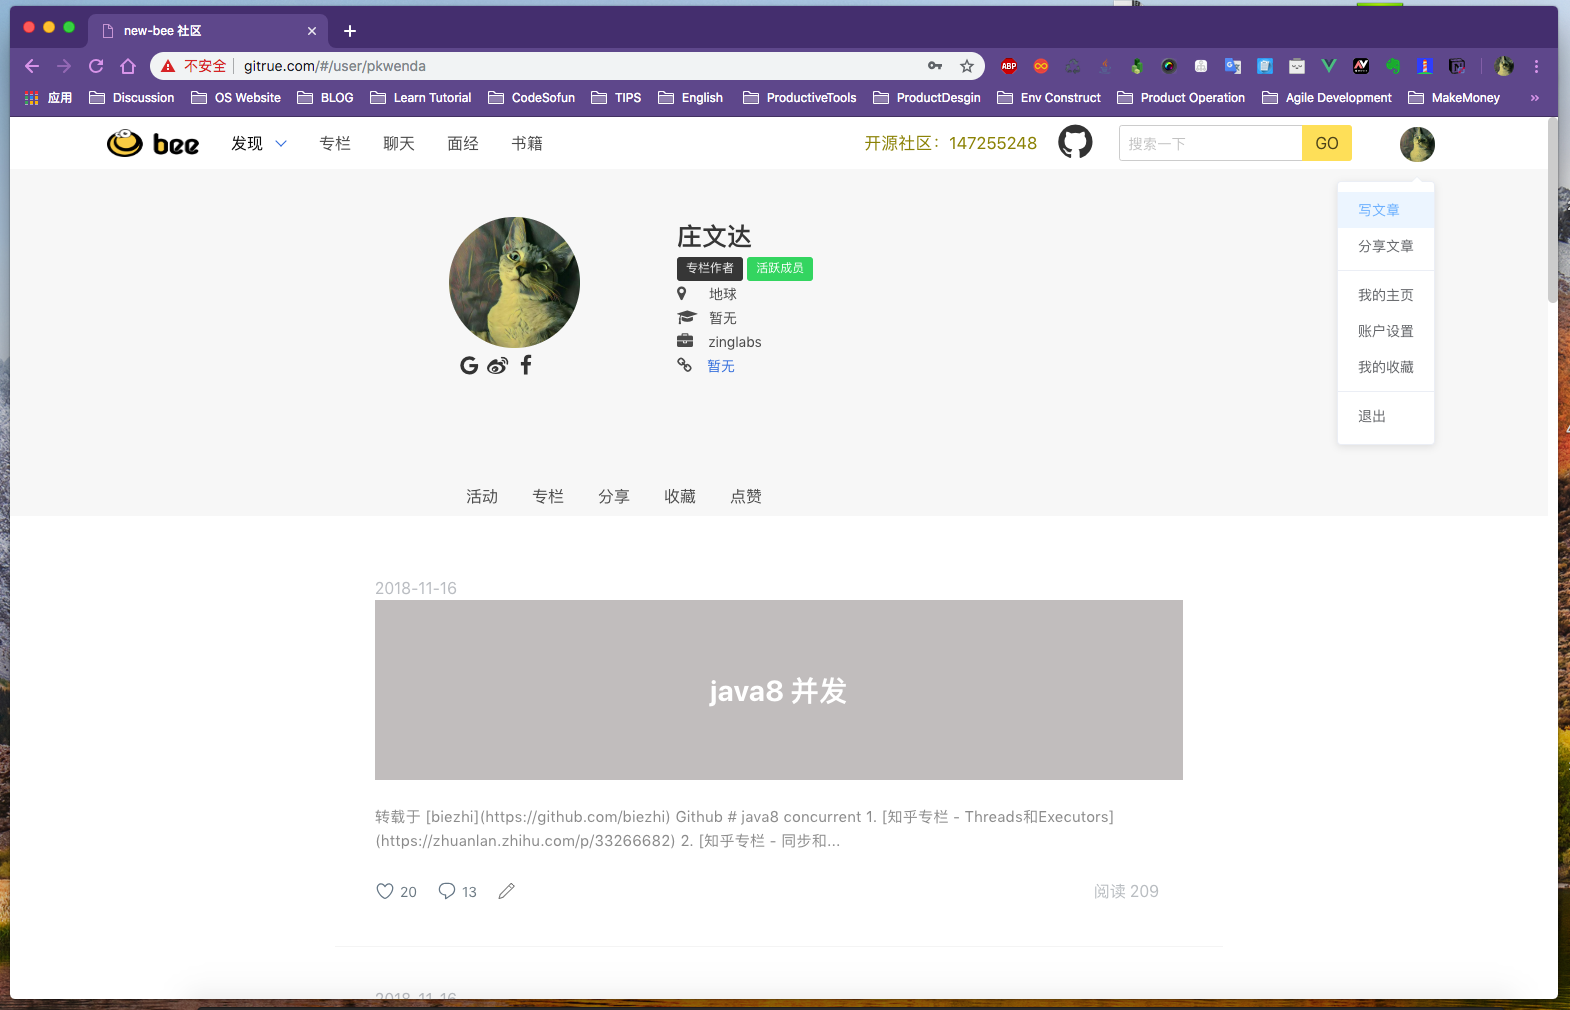 new-bee 社区
不安全 gitrue.com/#/user/pkwenda
ABP
应用 Discussion OS Website BLOG Learn Tutorial CodeSofun TIPS English ProductiveTools ProductDesgin Env Construct Product Operation Agile Development MakeMoney »
bee 发现 专栏 聊天 面经 书籍 开源社区：147255248 搜索一下 GO
写文章
分享文章
我的主页
账户设置
我的收藏
退出
庄文达
专栏作者 活跃成员
地球
暂无
zinglabs
暂无
活动 专栏 分享 收藏 点赞
2018-11-16
java8 并发
转载于 [biezhi](https://github.com/biezhi) Github # java8 concurrent 1. [知乎专栏 - Threads和Executors]
(https://zhuanlan.zhihu.com/p/33266682) 2. [知乎专栏 - 同步和...
20 13 阅读 209
2018-11-16